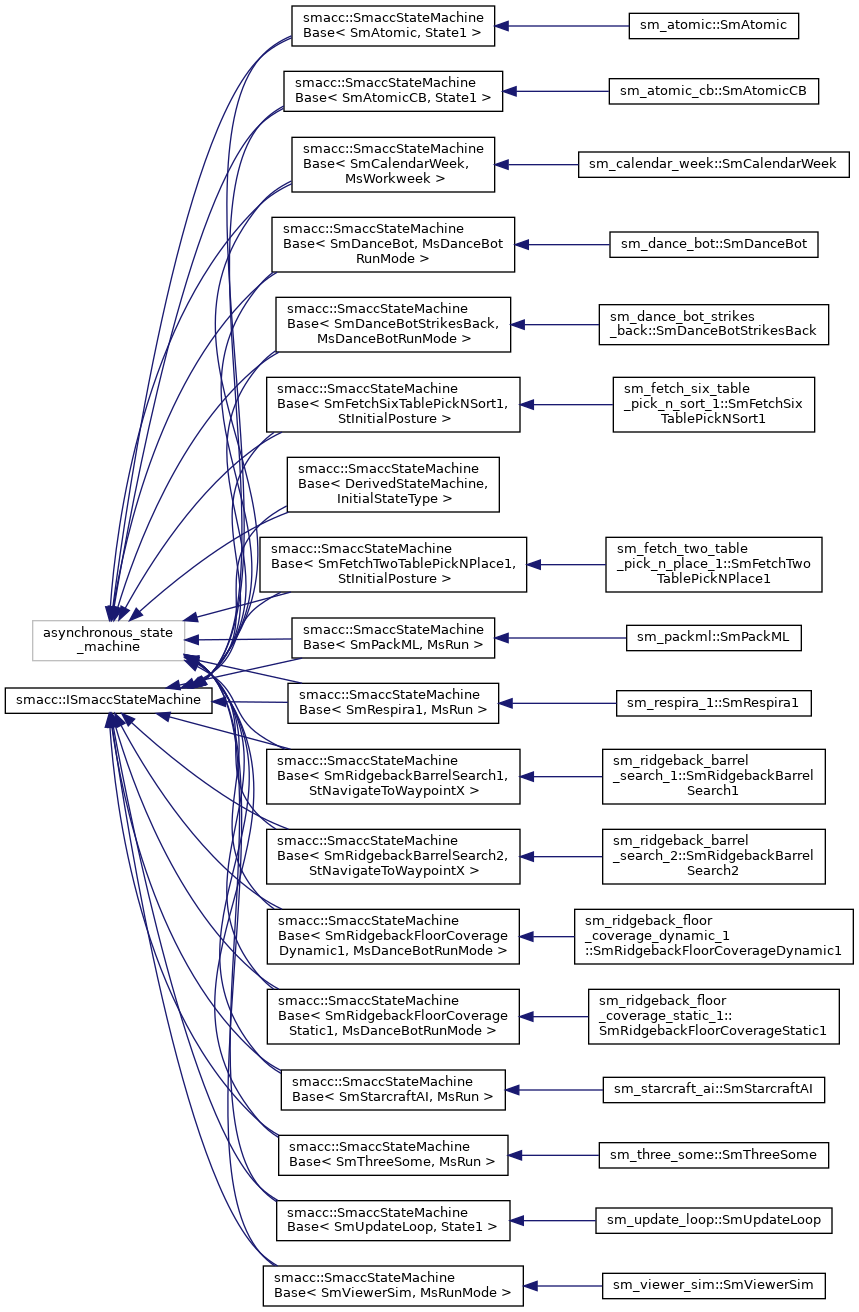 smacc::SmaccStateMachine
Base< SmAtomic, State1 >
sm_atomic::SmAtomic
smacc::SmaccStateMachine
Base< SmAtomicCB, State1 >
sm_atomic_cb::SmAtomicCB
smacc::SmaccStateMachine
Base< SmCalendarWeek,
MsWorkweek >
sm_calendar_week::SmCalendarWeek
smacc::SmaccStateMachine
Base< SmDanceBot, MsDanceBot
RunMode >
sm_dance_bot::SmDanceBot
smacc::SmaccStateMachine
Base< SmDanceBotStrikesBack,
MsDanceBotRunMode >
sm_dance_bot_strikes
_back::SmDanceBotStrikesBack
smacc::SmaccStateMachine
Base< SmFetchSixTablePickNSort1,
StInitialPosture >
sm_fetch_six_table
_pick_n_sort_1::SmFetchSix
TablePickNSort1
smacc::SmaccStateMachine
Base< DerivedStateMachine,
InitialStateType >
smacc::SmaccStateMachine
Base< SmFetchTwoTablePickNPlace1,
StInitialPosture >
sm_fetch_two_table
_pick_n_place_1::SmFetchTwo
TablePickNPlace1
asynchronous_state
_machine
smacc::SmaccStateMachine
Base< SmPackML, MsRun >
sm_packml::SmPackML
smacc::ISmaccStateMachine
smacc::SmaccStateMachine
Base< SmRespira1, MsRun >
sm_respira_1::SmRespira1
smacc::SmaccStateMachine
Base< SmRidgebackBarrelSearch1,
StNavigateToWaypointX >
sm_ridgeback_barrel
_search_1::SmRidgebackBarrel
Search1
smacc::SmaccStateMachine
Base< SmRidgebackBarrelSearch2,
StNavigateToWaypointX >
sm_ridgeback_barrel
_search_2::SmRidgebackBarrel
Search2
smacc::SmaccStateMachine
Base< SmRidgebackFloorCoverage
Dynamic1, MsDanceBotRunMode >
sm_ridgeback_floor
_coverage_dynamic_1
::SmRidgebackFloorCoverageDynamic1
smacc::SmaccStateMachine
Base< SmRidgebackFloorCoverage
Static1, MsDanceBotRunMode >
sm_ridgeback_floor
_coverage_static_1::
SmRidgebackFloorCoverageStatic1
smacc::SmaccStateMachine
Base< SmStarcraftAI, MsRun >
sm_starcraft_ai::SmStarcraftAI
smacc::SmaccStateMachine
Base< SmThreeSome, MsRun >
sm_three_some::SmThreeSome
smacc::SmaccStateMachine
Base< SmUpdateLoop, State1 >
sm_update_loop::SmUpdateLoop
smacc::SmaccStateMachine
Base< SmViewerSim, MsRunMode >
sm_viewer_sim::SmViewerSim